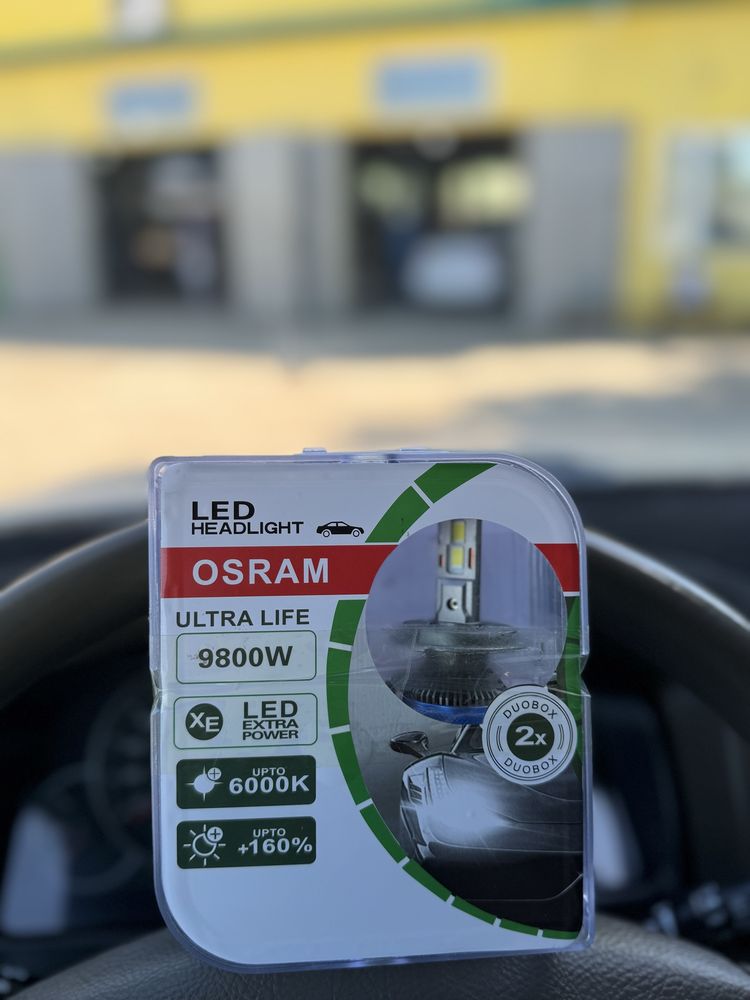 LED
HEADLIGHT
OSRAM
ULTRA LIFE
9800W
XE
LED
EXTRA
POWER
UPTO
6000K
UPTO
+160%
DUOBOX
2x
DUOBOX